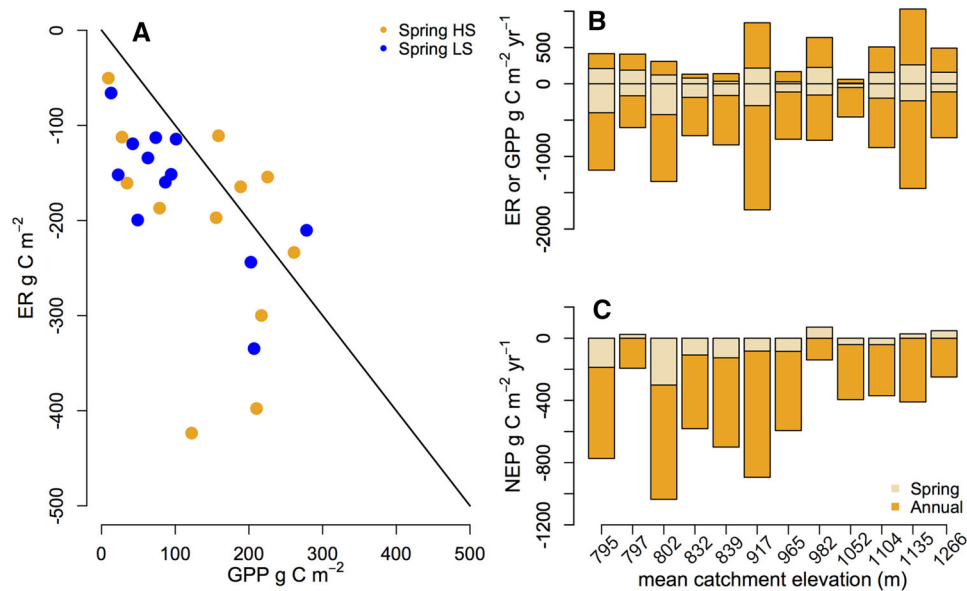 A
Spring HS
Spring LS
0
-100
-200
-300
-400
-500
ER g C m⁻²
0 100 200 300 400 500
GPP g C m⁻²
B
500
0
-1000
-2000
ER or GPP g C m⁻² yr⁻¹
C
0
-400
-800
-1200
NEP g C m⁻² yr⁻¹
Spring
Annual
795 797 802 832 839 917 965 982 1052 1104 1135 1266
mean catchment elevation (m)